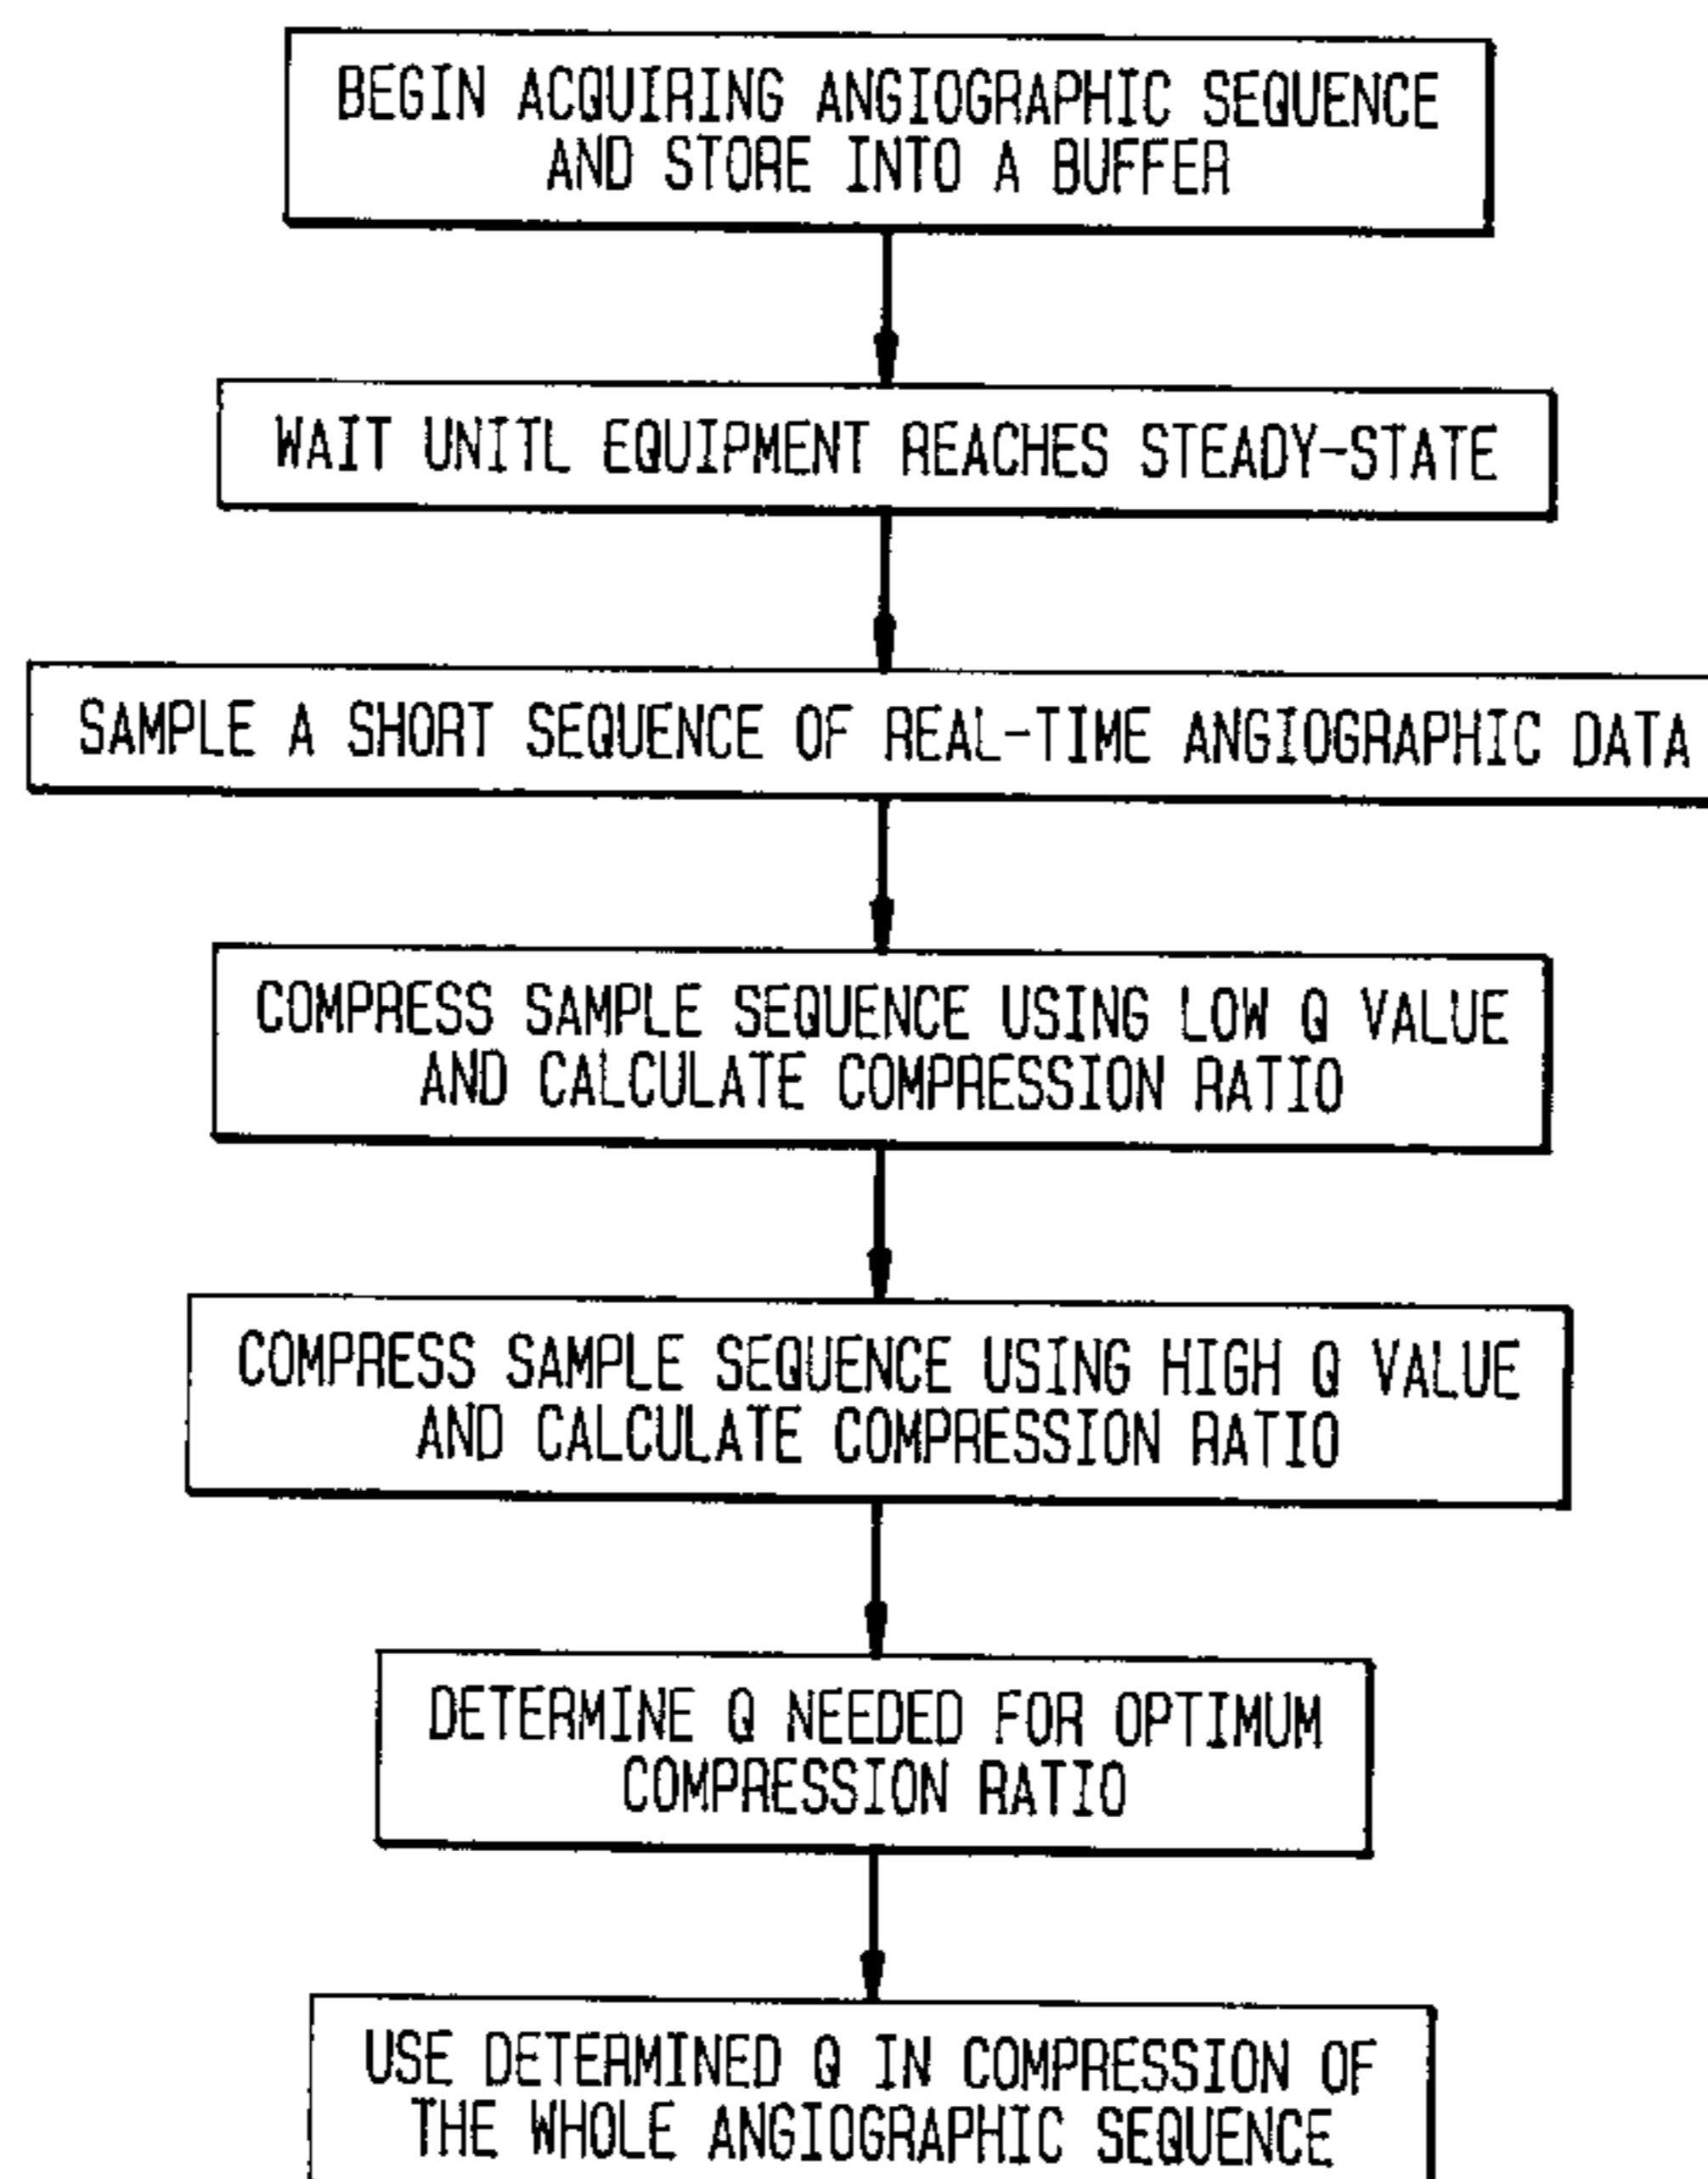 BEGIN ACQUIRING ANGIOGRAPHIC SEQUENCE
AND STORE INTO A BUFFER
WAIT UNITL EQUIPMENT REACHES STEADY-STATE
SAMPLE A SHORT SEQUENCE OF REAL-TIME ANGIOGRAPHIC DATA
COMPRESS SAMPLE SEQUENCE USING LOW Q VALUE
AND CALCULATE COMPRESSION RATIO
COMPRESS SAMPLE SEQUENCE USING HIGH Q VALUE
AND CALCULATE COMPRESSION RATIO
DETERMINE Q NEEDED FOR OPTIMUM
COMPRESSION RATIO
USE DETERMINED Q IN COMPRESSION OF
THE WHOLE ANGIOGRAPHIC SEQUENCE